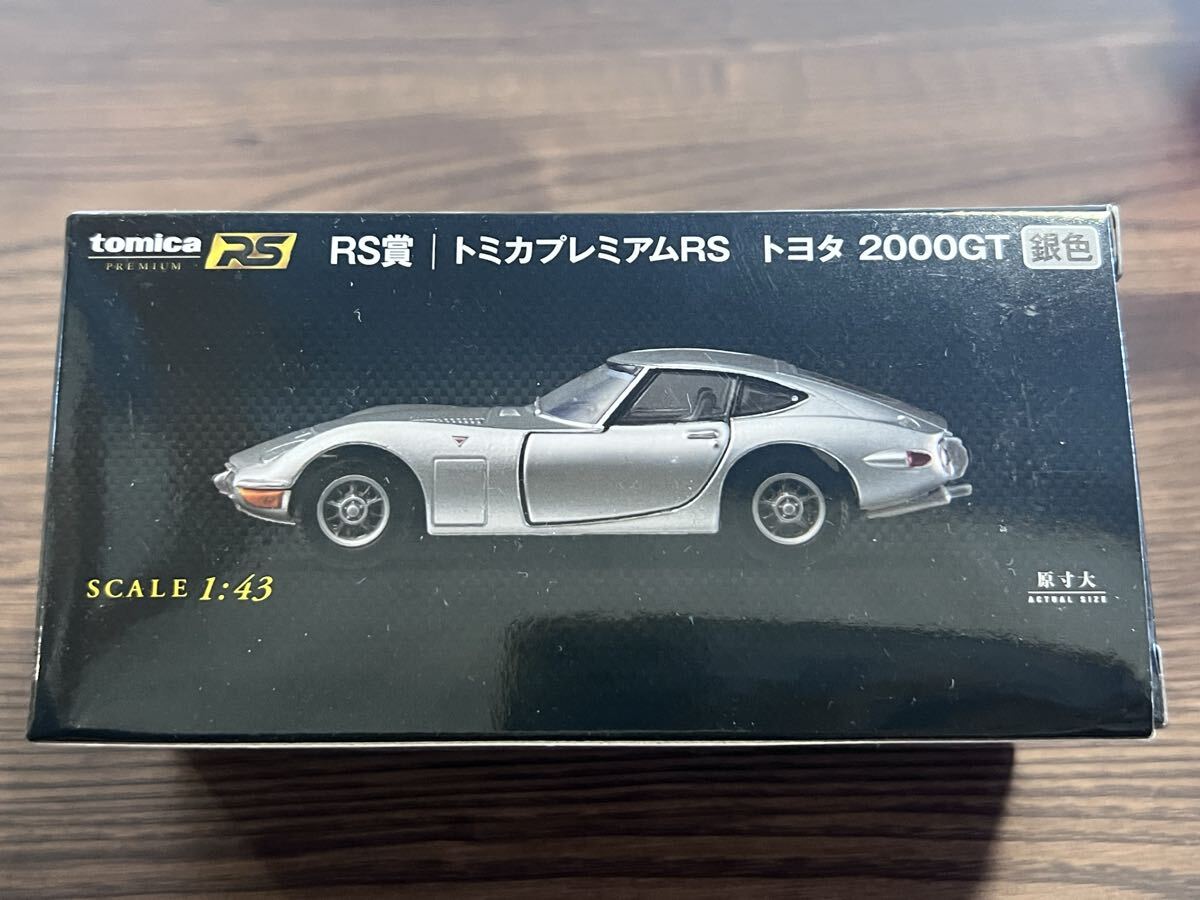 tomica
PREMIUM
RS
RS賞 | トミカプレミアムRS トヨタ 2000GT 銀色
SCALE 1:43
原寸大
ACTUAL SIZE